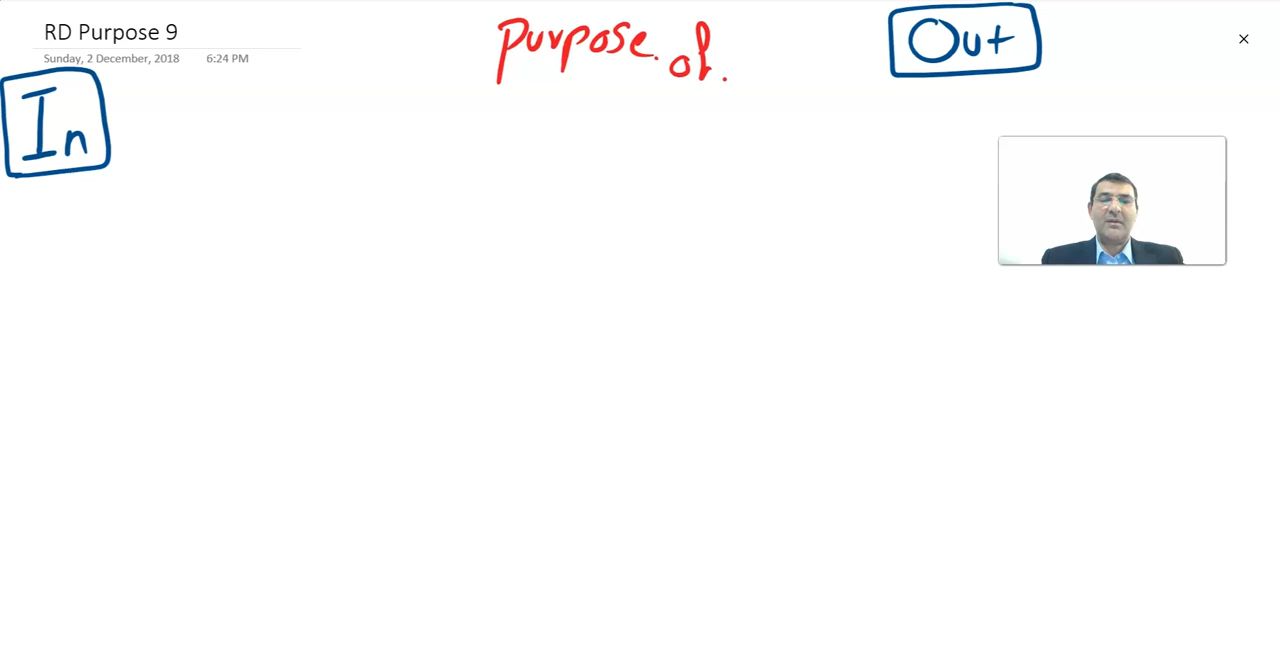 RD Purpose 9
Sunday, 2 December, 2018 6:24 PM
Purpose of
Out
In